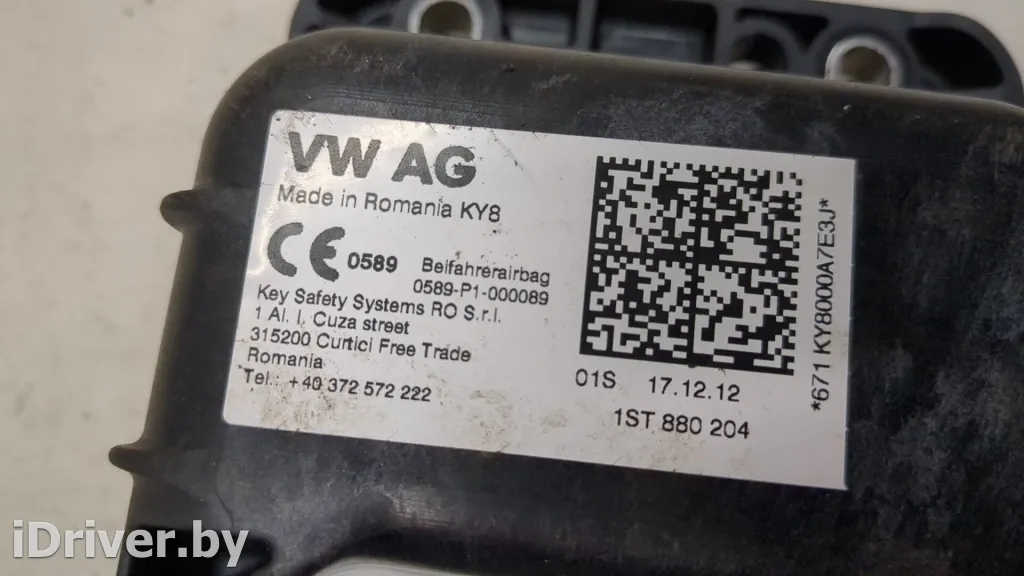 VW AG
Made in Romania KY8
CE 0589 Beifahrerairbag
0589-P1-000089
Key Safety Systems RO S.r.l.
1 Al. I. Cuza street
315200 Curtici Free Trade
Romania
Tel.: +40 372 572 222
01S 17.12.12
1ST 880 204
*671 KY8000A7E3J*
iDriver.by